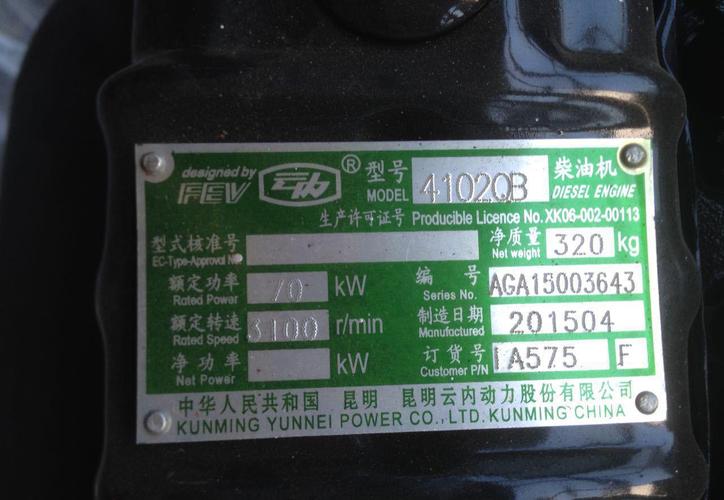 designed by
FEV
云内 ®
型号 MODEL 4102QB
柴油机
DIESEL ENGINE
生产许可证号 Producible Licence No. XK06-002-00113
型式核准号
EC-Type-Approval No
净质量 Net weight 320 kg
额定功率 Rated Power 70 kW
编 号 Series No. AGA15003643
额定转速 Rated Speed 3100 r/min
制造日期 Manufactured 201504
净 功 率 Net Power kW
订 货 号 Customer P/N IA575 F
中华人民共和国 昆明 昆明云内动力股份有限公司
KUNMING YUNNEI POWER CO.,LTD.KUNMING CHINA